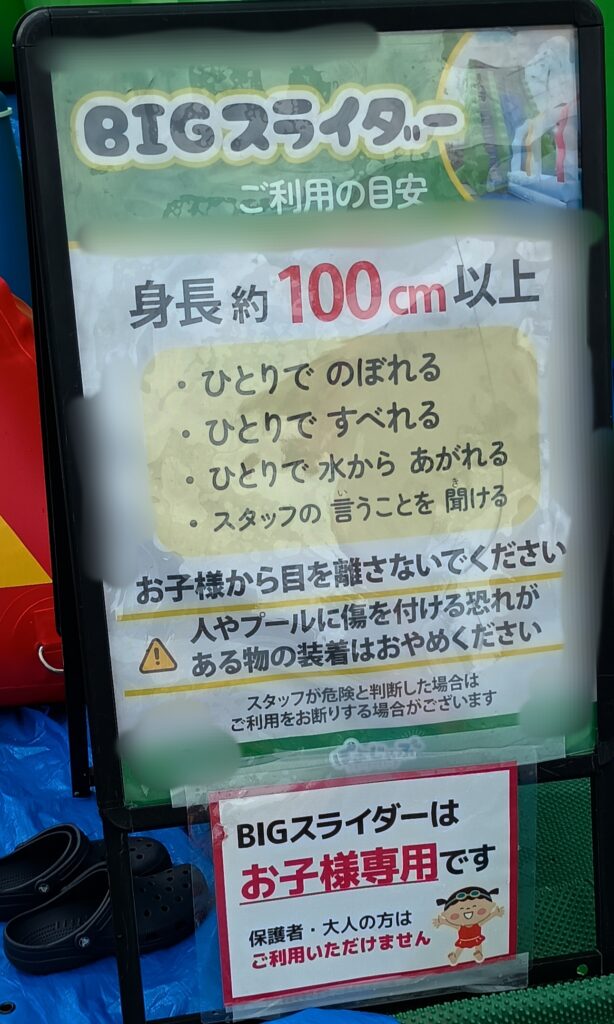 BIGスライダー
ご利用の目安
身長 約 100cm 以上
・ひとりで のぼれる
・ひとりで すべれる
・ひとりで 水から あがれる
・スタッフの 言うことを 聞ける
お子様から目を離さないでください
人やプールに傷を付ける恐れが
ある物の装着はおやめください
スタッフが危険と判断した場合は
ご利用をお断りする場合がございます
BIGスライダーは
お子様専用です
保護者・大人の方は
ご利用いただけません